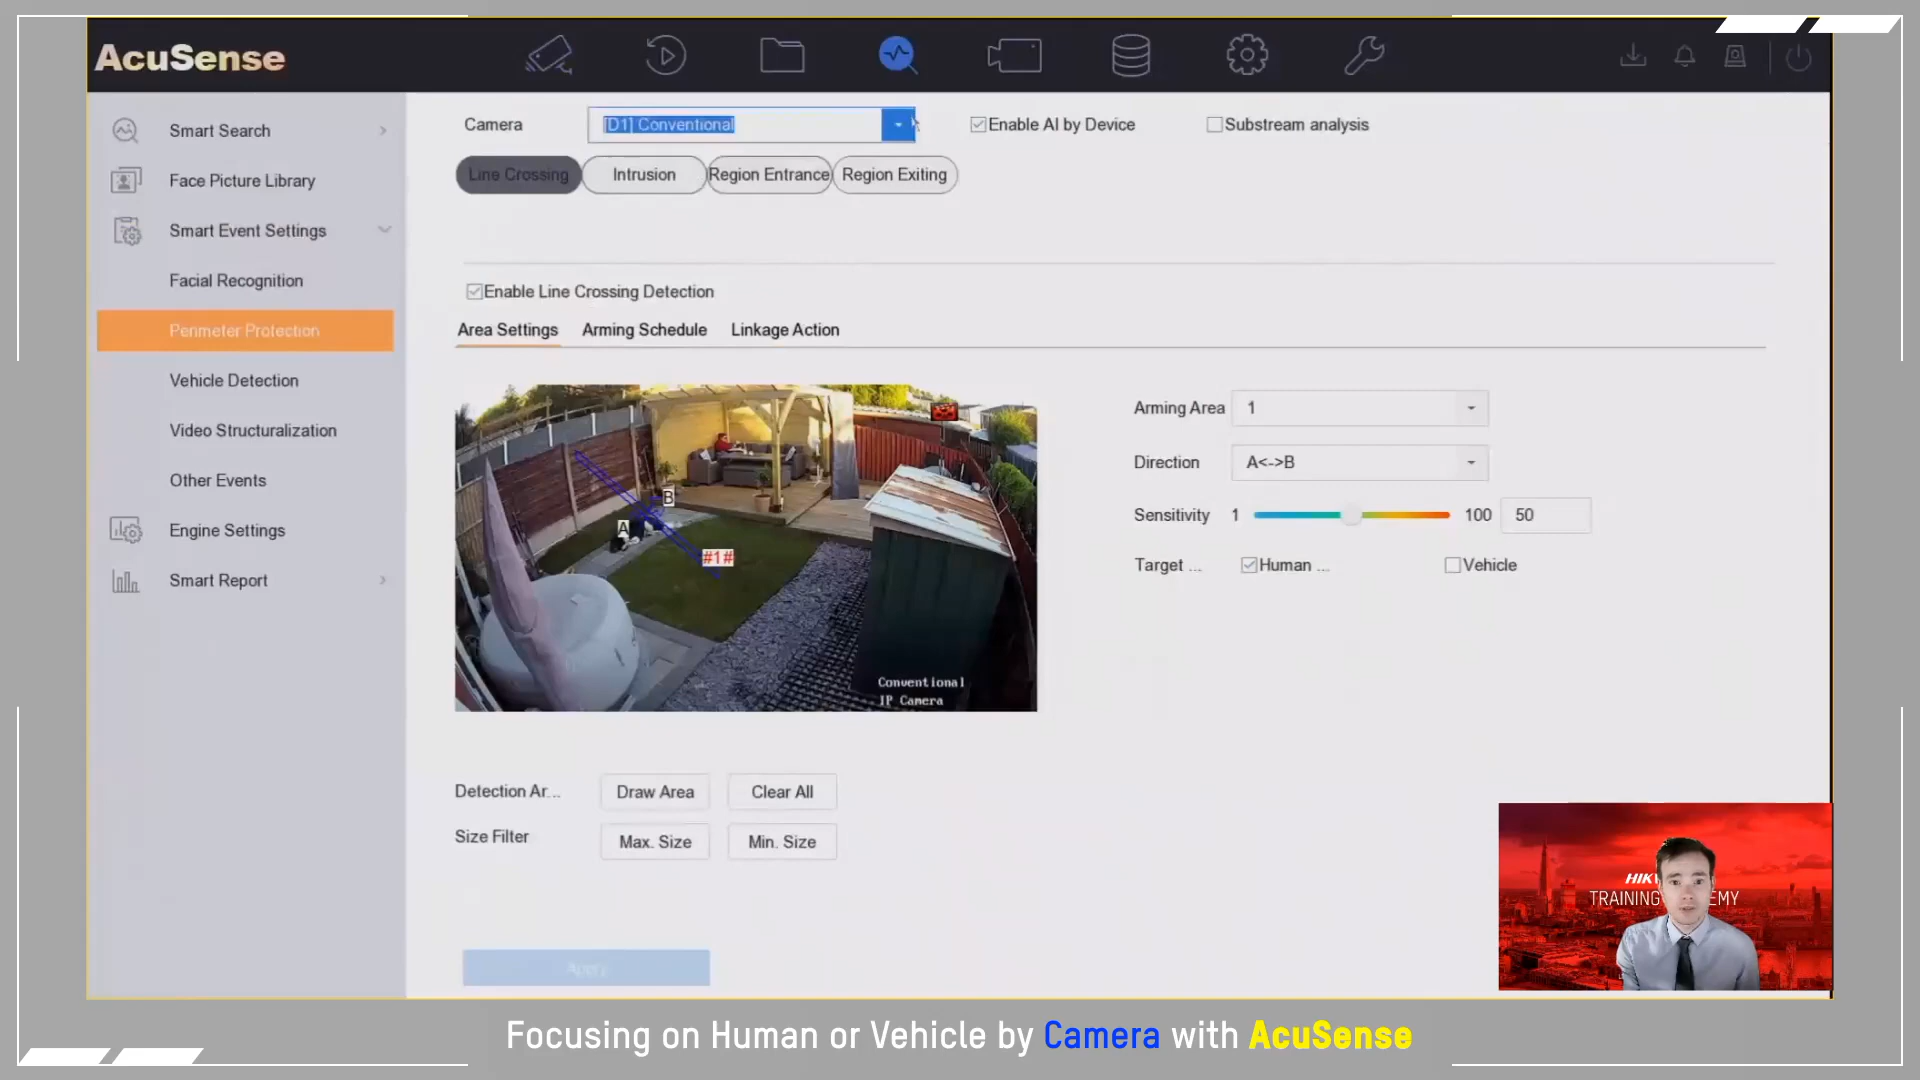 AcuSense
Smart Search
Face Picture Library
Smart Event Settings
Facial Recognition
Perimeter Protection
Vehicle Detection
Video Structuralization
Other Events
Engine Settings
Smart Report
Camera [D1] Conventional Enable AI by Device Substream analysis
Line Crossing Intrusion Region Entrance Region Exiting
Enable Line Crossing Detection
Area Settings Arming Schedule Linkage Action
B
A
#1#
Conventional
IP Camera
Arming Area 1
Direction A<->B
Sensitivity 1 100 50
Target ... Human ... Vehicle
Detection Ar... Draw Area Clear All
Size Filter Max. Size Min. Size
Apply
TRAINING
Focusing on Human or Vehicle by Camera with AcuSense